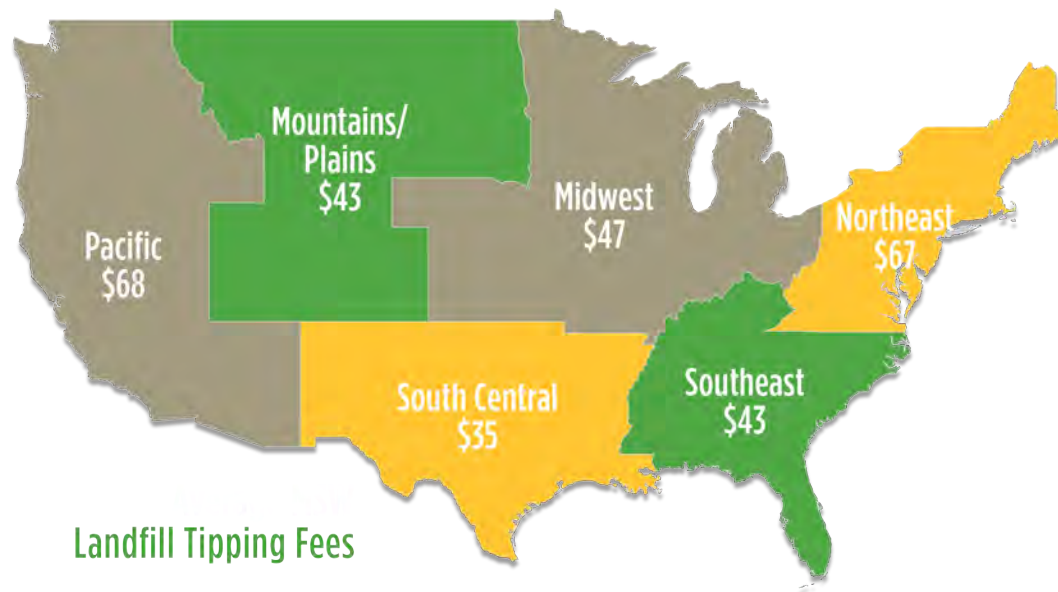 Mountains/
Plains
$43
Midwest
$47
Northeast
$67
Pacific
$68
South Central
$35
Southeast
$43
Landfill Tipping Fees